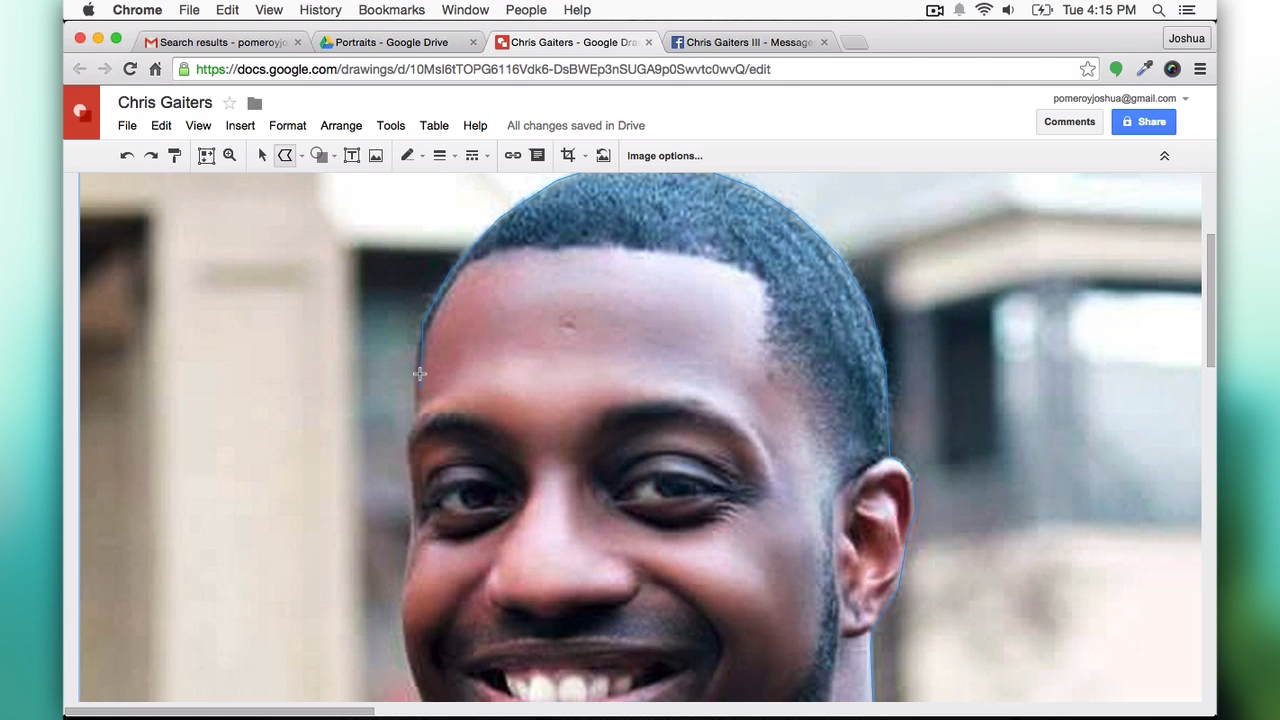 Chrome File Edit View History Bookmarks Window People Help Tue 4:15 PM
Search results - pomeroyjo Portraits - Google Drive Chris Gaiters - Google Dra Chris Gaiters III - Message Joshua
https://docs.google.com/drawings/d/10Msl6tTOPG6116Vdk6-DsBWEp3nSUGA9p0Swvtc0wvQ/edit
Chris Gaiters pomeroyjoshua@gmail.com
File Edit View Insert Format Arrange Tools Table Help All changes saved in Drive Comments Share
Image options...